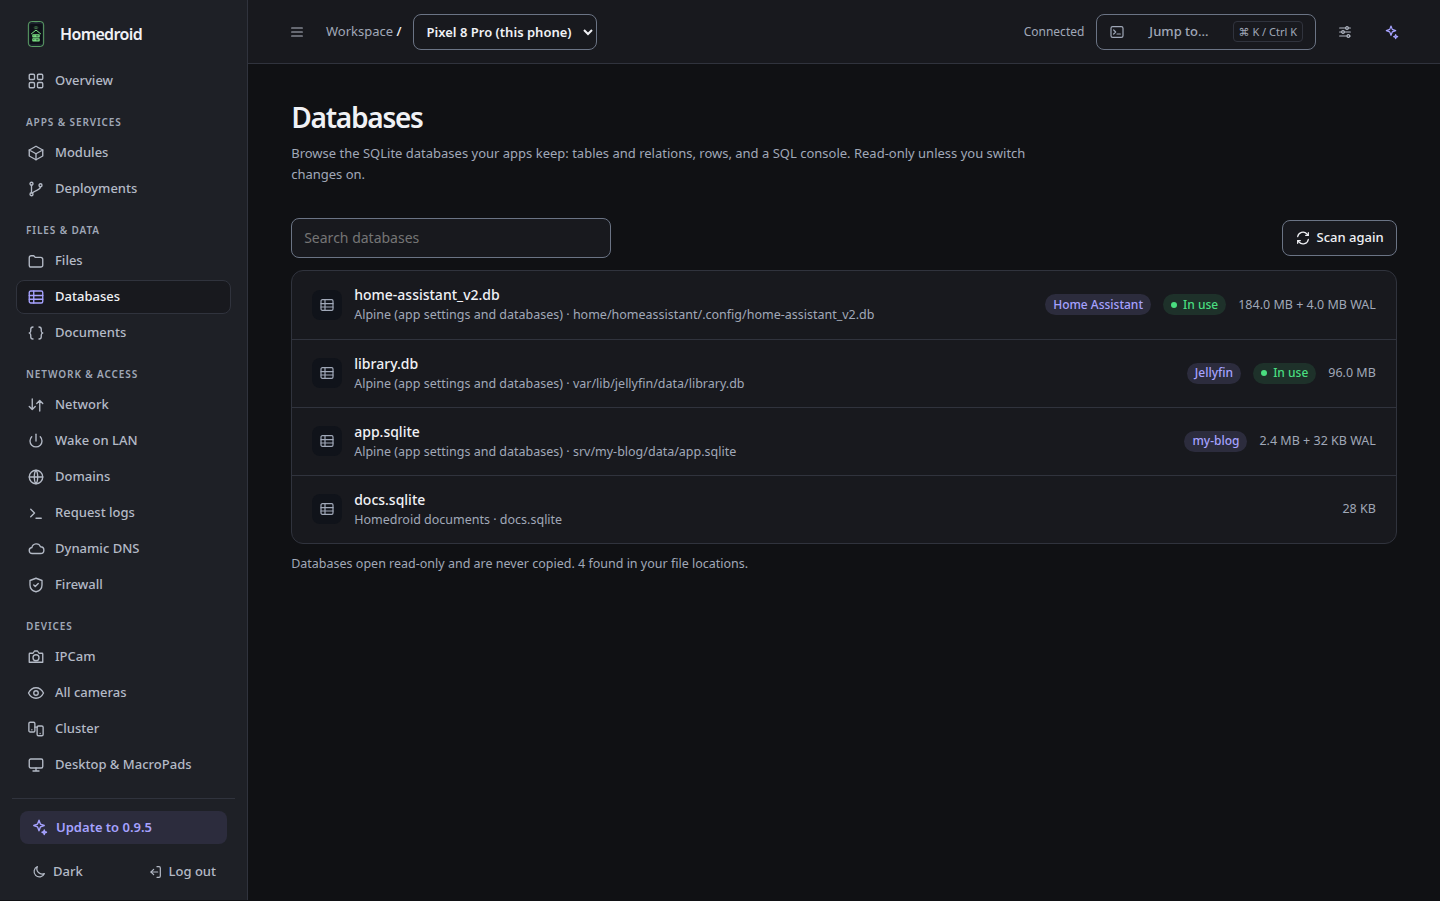 Homedroid
Overview
APPS & SERVICES
Modules
Deployments
FILES & DATA
Files
Databases
Documents
NETWORK & ACCESS
Network
Wake on LAN
Domains
Request logs
Dynamic DNS
Firewall
DEVICES
IPCam
All cameras
Cluster
Desktop & MacroPads
Update to 0.9.5
Dark
Log out
Workspace /
Pixel 8 Pro (this phone)
Connected
Jump to...
⌘ K / Ctrl K
Databases
Browse the SQLite databases your apps keep: tables and relations, rows, and a SQL console. Read-only unless you switch
changes on.
Search databases
Scan again
home-assistant_v2.db
Alpine (app settings and databases) · home/homeassistant/.config/home-assistant_v2.db
Home Assistant
In use
184.0 MB + 4.0 MB WAL
library.db
Alpine (app settings and databases) · var/lib/jellyfin/data/library.db
Jellyfin
In use
96.0 MB
app.sqlite
Alpine (app settings and databases) · srv/my-blog/data/app.sqlite
my-blog
2.4 MB + 32 KB WAL
docs.sqlite
Homedroid documents · docs.sqlite
28 KB
Databases open read-only and are never copied. 4 found in your file locations.